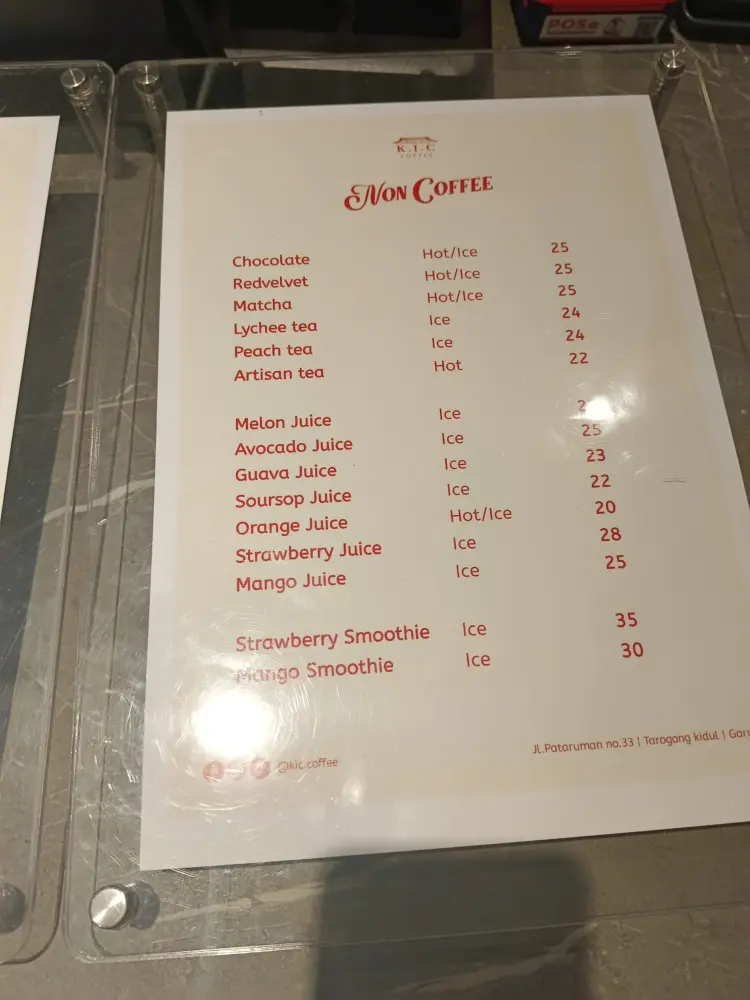 POSe
K.I.C
COFFEE
Non Coffee
Chocolate Hot/Ice 25
Redvelvet Hot/Ice 25
Matcha Hot/Ice 25
Lychee tea Ice 24
Peach tea Ice 24
Artisan tea Hot 22
Melon Juice Ice
Avocado Juice Ice 25
Guava Juice Ice 23
Soursop Juice Ice 22
Orange Juice Hot/Ice 20
Strawberry Juice Ice 28
Mango Juice Ice 25
Strawberry Smoothie Ice 35
Mango Smoothie Ice 30
@kic.coffee
Jl.Pataruman no.33 | Tarogong kidul |